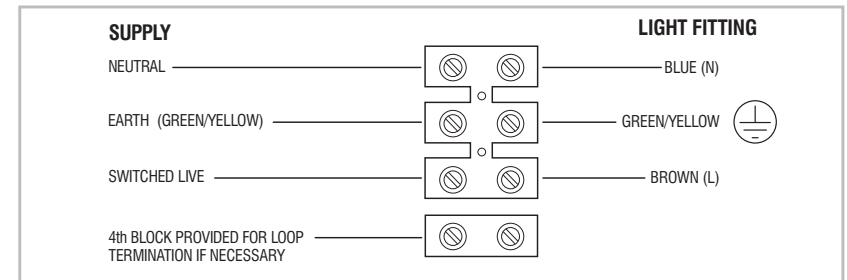 SUPPLY
LIGHT FITTING
NEUTRAL
BLUE (N)
EARTH (GREEN/YELLOW)
GREEN/YELLOW
SWITCHED LIVE
BROWN (L)
4th BLOCK PROVIDED FOR LOOP
TERMINATION IF NECESSARY